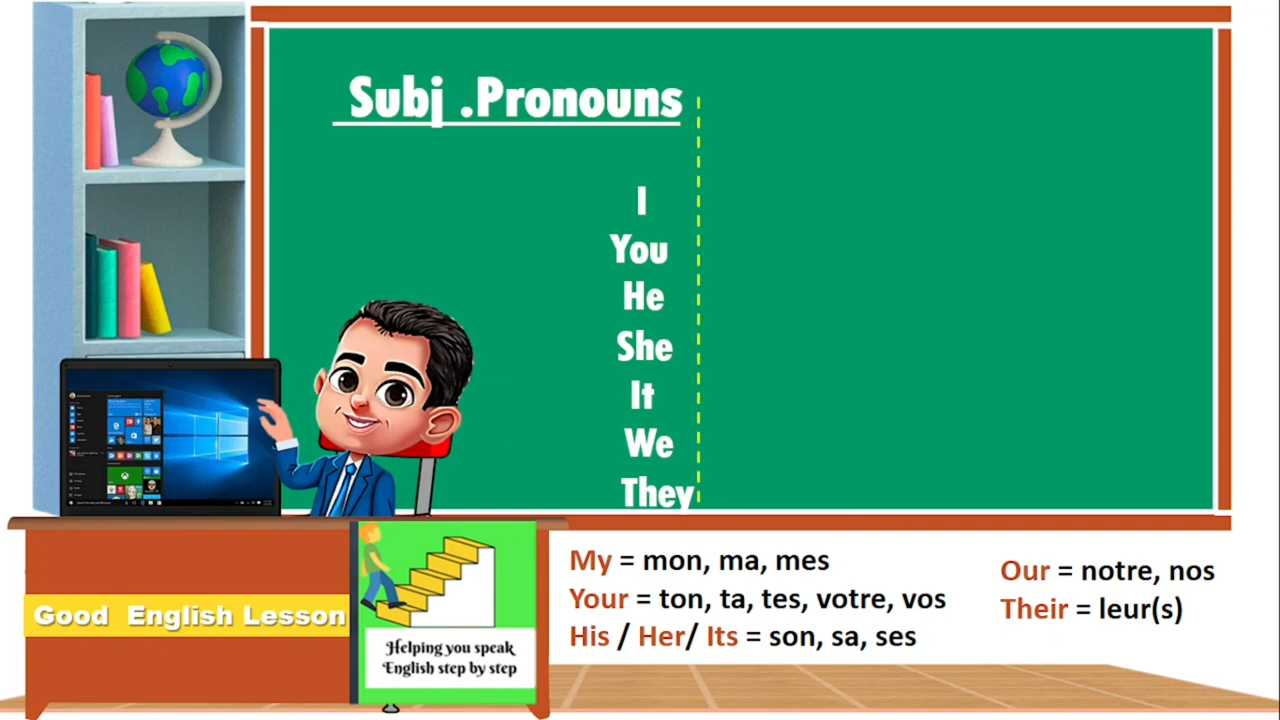 Subj .Pronouns
I
You
He
She
It
We
They
My = mon, ma, mes
Your = ton, ta, tes, votre, vos
His / Her/ Its = son, sa, ses
Our = notre, nos
Their = leur(s)
Good English Lesson
Helping you speak
English step by step